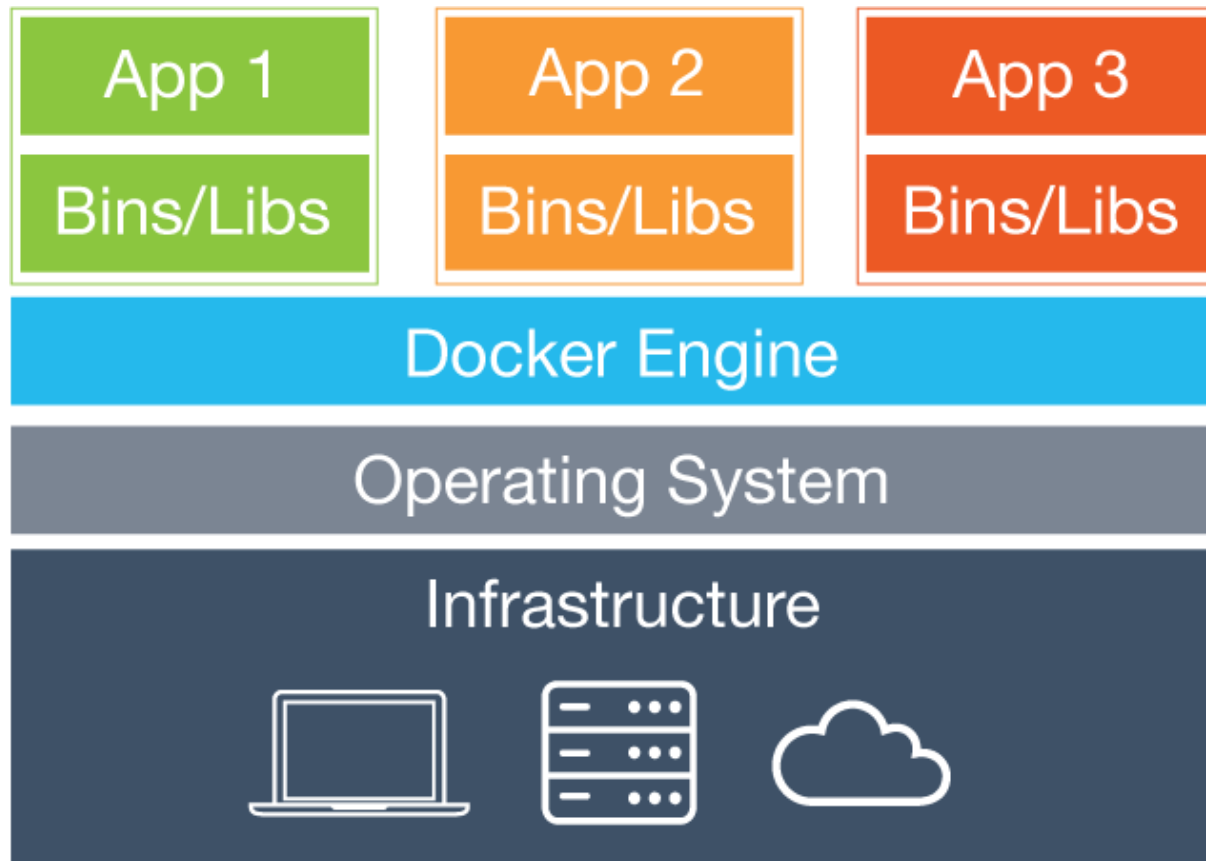 App 1
App 2
App 3
Bins/Libs
Bins/Libs
Bins/Libs
Docker Engine
Operating System
Infrastructure